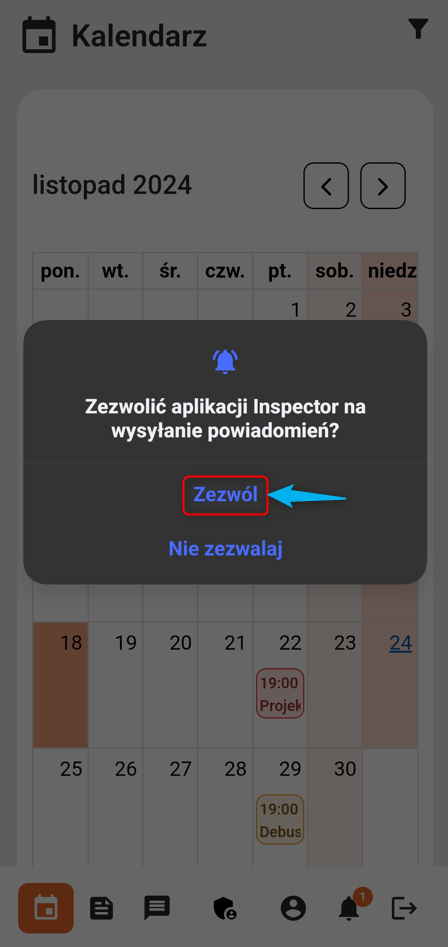 Kalendarz
listopad 2024
pon. wt. śr. czw. pt. sob. niedz
1 2 3
Zezwolić aplikacji Inspector na
wysyłanie powiadomień?
Zezwól
Nie zezwalaj
18 19 20 21 22 23 24
19:00
Projek
25 26 27 28 29 30
19:00
Debus
1